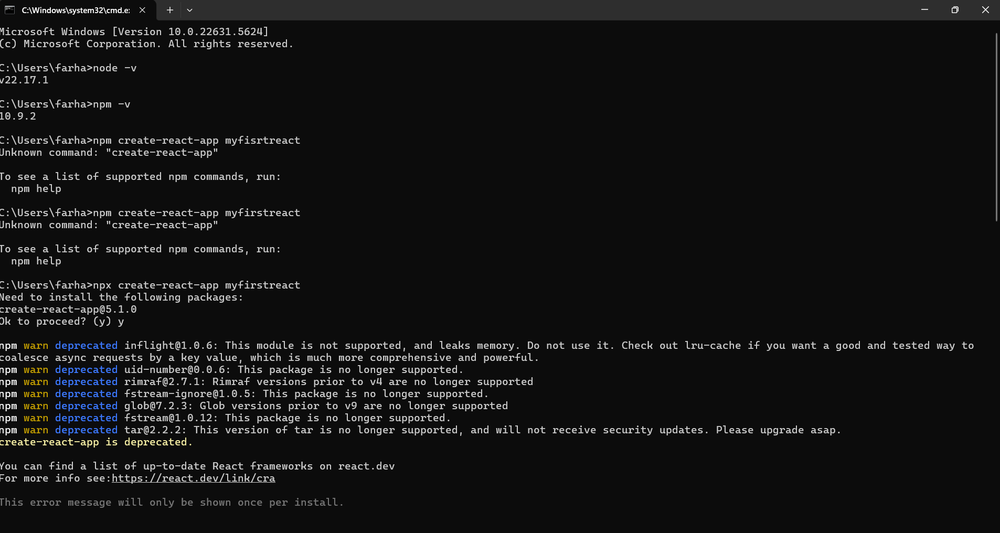 C:\Windows\system32\cmd.e
Microsoft Windows [Version 10.0.22631.5624]
(c) Microsoft Corporation. All rights reserved.
C:\Users\farha>node -v
v22.17.1
C:\Users\farha>npm -v
10.9.2
C:\Users\farha>npm create-react-app myfisrtreact
Unknown command: "create-react-app"
To see a list of supported npm commands, run:
npm help
C:\Users\farha>npm create-react-app myfirstreact
Unknown command: "create-react-app"
To see a list of supported npm commands, run:
npm help
C:\Users\farha>npx create-react-app myfirstreact
Need to install the following packages:
create-react-app@5.1.0
Ok to proceed? (y) y
npm warn deprecated inflight@1.0.6: This module is not supported, and leaks memory. Do not use it. Check out lru-cache if you want a good and tested way to
coalesce async requests by a key value, which is much more comprehensive and powerful.
npm warn deprecated uid-number@0.0.6: This package is no longer supported.
npm warn deprecated rimraf@2.7.1: Rimraf versions prior to v4 are no longer supported
npm warn deprecated fstream-ignore@1.0.5: This package is no longer supported.
npm warn deprecated glob@7.2.3: Glob versions prior to v9 are no longer supported
npm warn deprecated fstream@1.0.12: This package is no longer supported.
npm warn deprecated tar@2.2.2: This version of tar is no longer supported, and will not receive security updates. Please upgrade asap.
create-react-app is deprecated.
You can find a list of up-to-date React frameworks on react.dev
For more info see:https://react.dev/link/cra
This error message will only be shown once per install.